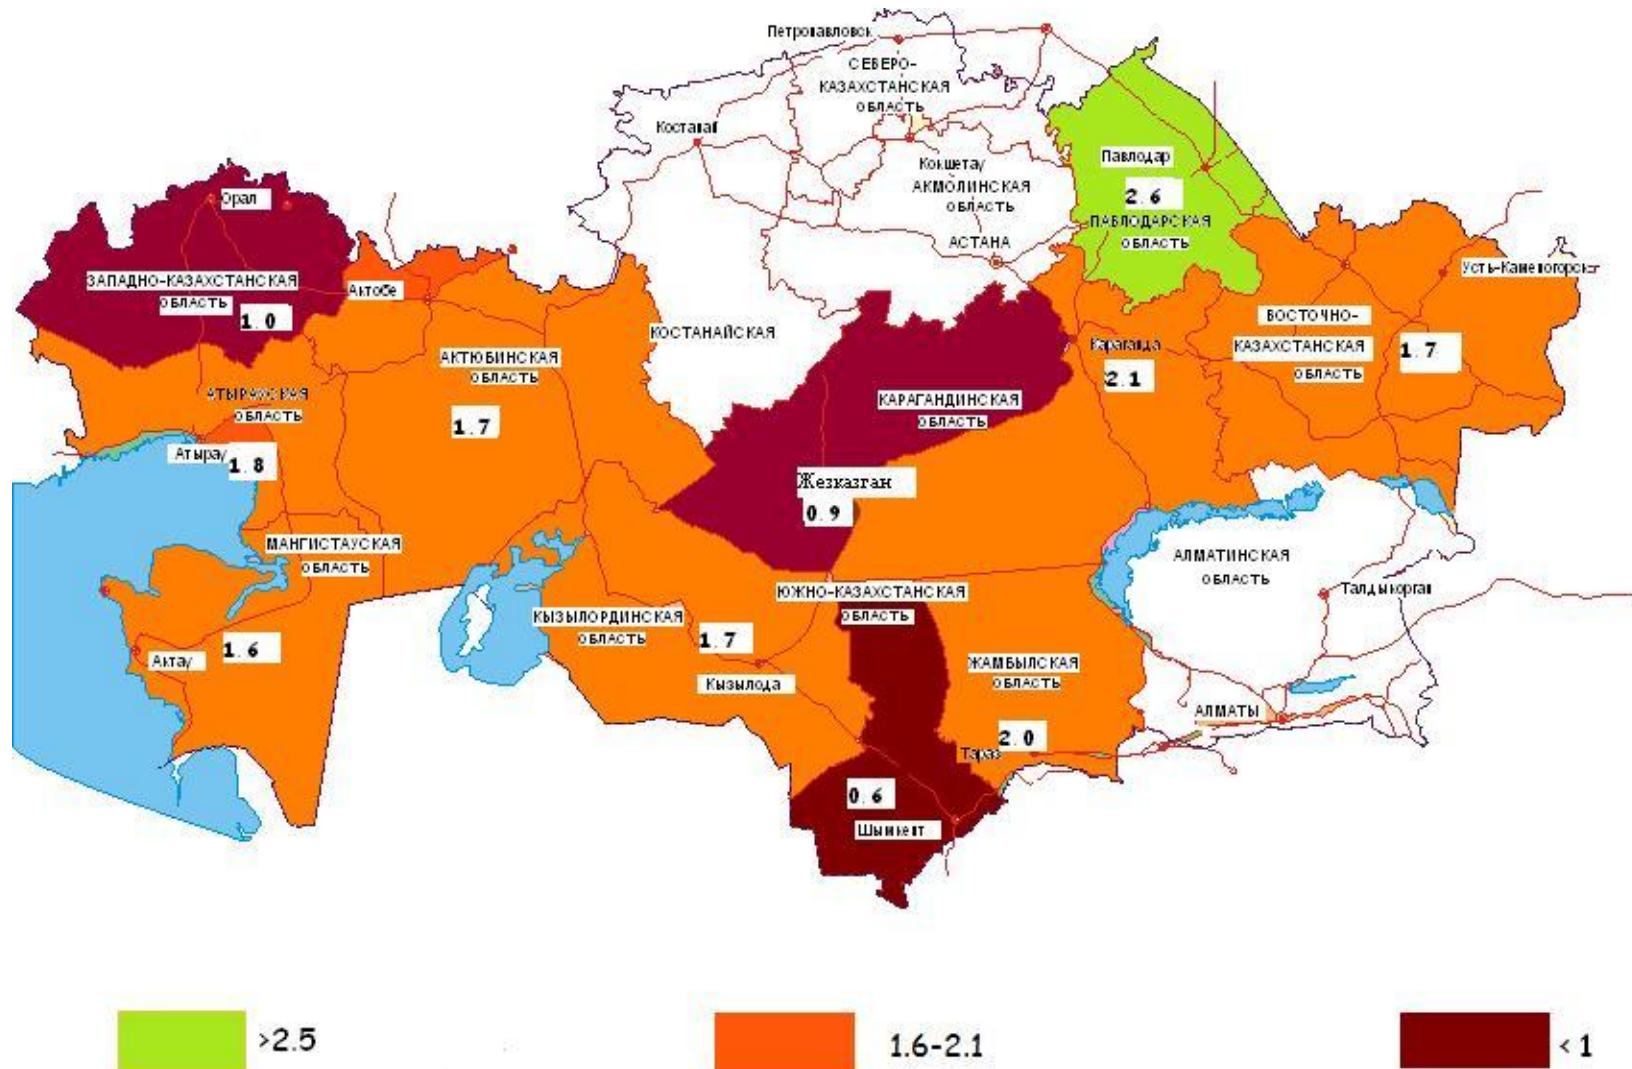 Петропавловск
СЕВЕРО-
КАЗАХСТАНСКАЯ
ОБЛАСТЬ
Костанай
Кокшетау
АКМОЛИНСКАЯ
ОБЛАСТЬ
АСТАНА
Павлодар
2.6
ПАВЛОДАРСКАЯ
ОБЛАСТЬ
Орал
ЗАПАДНО-КАЗАХСТАНСКАЯ
ОБЛАСТЬ
1.0
Актобе
АКТЮБИНСКАЯ
ОБЛАСТЬ
1.7
КОСТАНАЙСКАЯ
Усть-Каменогорск
ВОСТОЧНО-
КАЗАХСТАНСКАЯ
ОБЛАСТЬ
1.7
Караганда
2.1
КАРАГАНДИНСКАЯ
ОБЛАСТЬ
АТЫРАУСКАЯ
ОБЛАСТЬ
Атырау
1.8
Жезказган
0.9
МАНГИСТАУСКАЯ
ОБЛАСТЬ
АЛМАТИНСКАЯ
ОБЛАСТЬ
Талдыкорган
ЮЖНО-КАЗАХСТАНСКАЯ
ОБЛАСТЬ
КЫЗЫЛОРДИНСКАЯ
ОБЛАСТЬ
1.7
Кызылода
Актау
1.6
ЖАМБЫЛСКАЯ
ОБЛАСТЬ
2.0
Тараз
АЛМАТЫ
0.6
Шымкент
>2.5
1.6-2.1
< 1